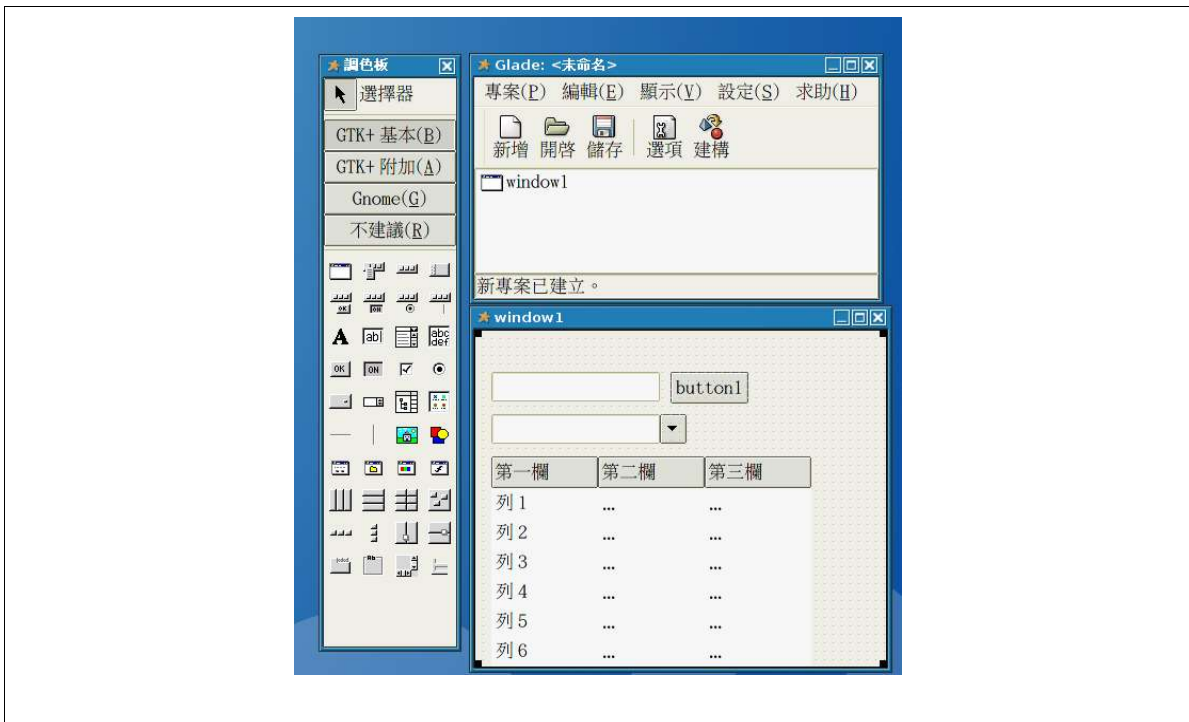 調色板
選擇器
GTK+ 基本(B)
GTK+ 附加(A)
Gnome(G)
不建議(R)
Glade: <未命名>
專案(P) 編輯(E) 顯示(V) 設定(S) 求助(H)
新增 開啓 儲存 選項 建構
window1
新專案已建立。
window1
button1
第一欄 第二欄 第三欄
列 1 ... ...
列 2 ... ...
列 3 ... ...
列 4 ... ...
列 5 ... ...
列 6 ... ...